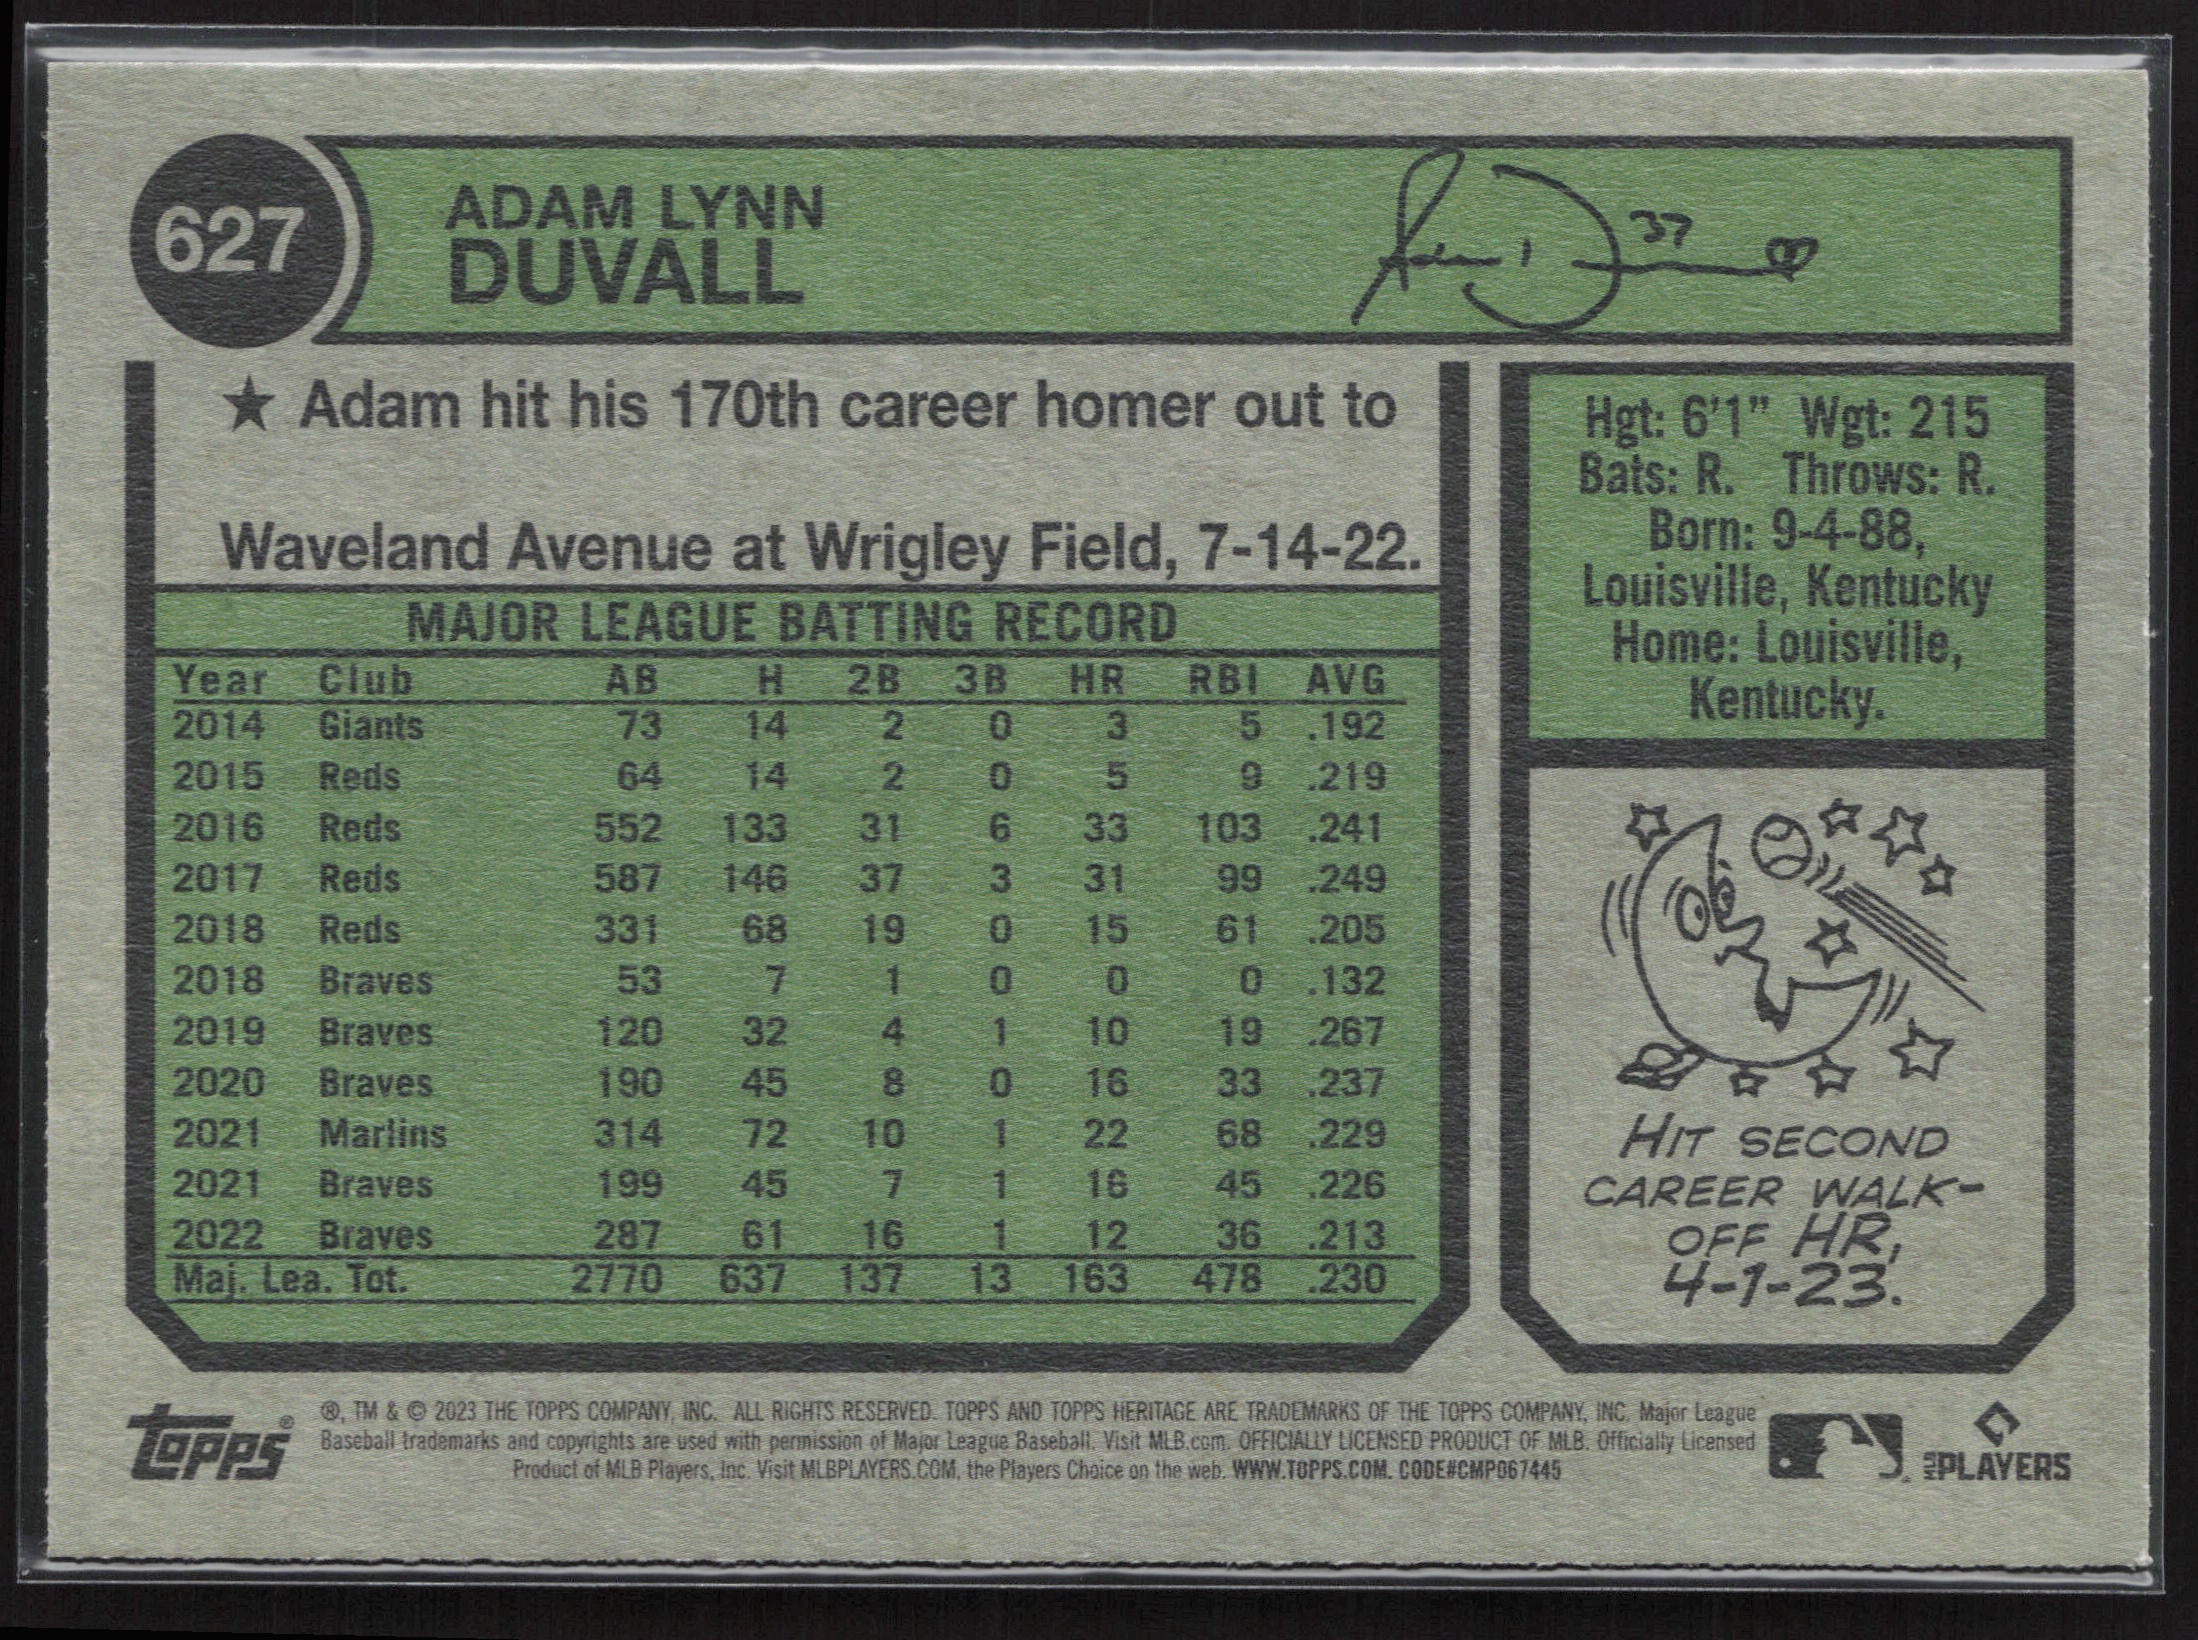 627
ADAM LYNN
DUVALL
Adam D 37
★ Adam hit his 170th career homer out to
Waveland Avenue at Wrigley Field, 7-14-22.
MAJOR LEAGUE BATTING RECORD
Year Club AB H 2B 3B HR RBI AVG
2014 Giants 73 14 2 0 3 5 .192
2015 Reds 64 14 2 0 5 9 .219
2016 Reds 552 133 31 6 33 103 .241
2017 Reds 587 146 37 3 31 99 .249
2018 Reds 331 68 19 0 15 61 .205
2018 Braves 53 7 1 0 0 0 .132
2019 Braves 120 32 4 1 10 19 .267
2020 Braves 190 45 8 0 16 33 .237
2021 Marlins 314 72 10 1 22 68 .229
2021 Braves 199 45 7 1 16 45 .226
2022 Braves 287 61 16 1 12 36 .213
Maj. Lea. Tot. 2770 637 137 13 163 478 .230
Hgt: 6'1” Wgt: 215
Bats: R. Throws: R.
Born: 9-4-88,
Louisville, Kentucky
Home: Louisville,
Kentucky.
HIT SECOND
CAREER WALK-
OFF HR,
4-1-23.
topps®
®, TM & © 2023 THE TOPPS COMPANY, INC. ALL RIGHTS RESERVED. TOPPS AND TOPPS HERITAGE ARE TRADEMARKS OF THE TOPPS COMPANY, INC. Major League
Baseball trademarks and copyrights are used with permission of Major League Baseball. Visit MLB.com. OFFICIALLY LICENSED PRODUCT OF MLB. Officially Licensed
Product of MLB Players, Inc. Visit MLBPLAYERS.COM, the Players Choice on the web. WWW.TOPPS.COM. CODE#CMP067445
MLB PLAYERS